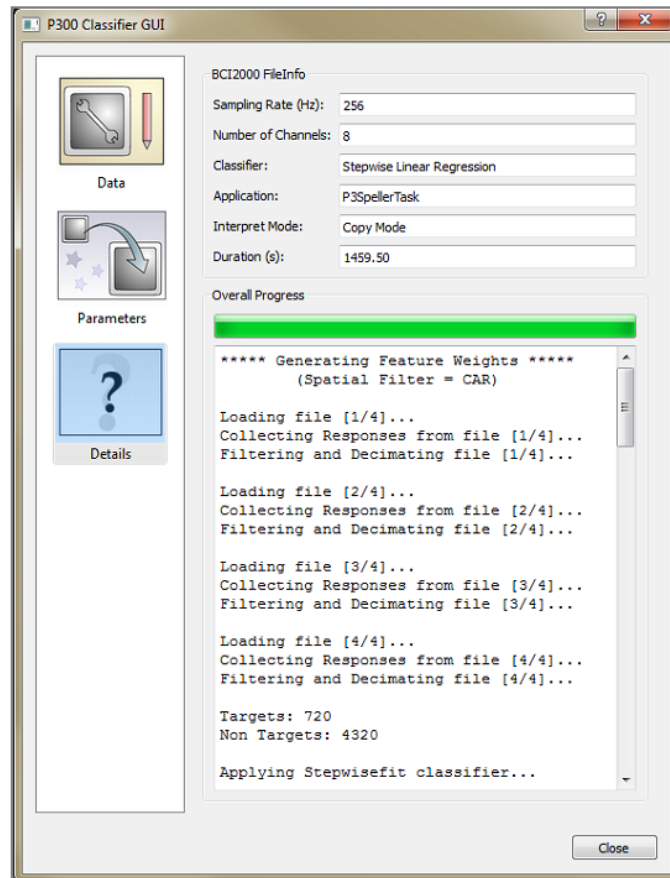 P300 Classifier GUI
Data
Parameters
?
Details
BCI2000 FileInfo
Sampling Rate (Hz): 256
Number of Channels: 8
Classifier: Stepwise Linear Regression
Application: P3SpellerTask
Interpret Mode: Copy Mode
Duration (s): 1459.50
Overall Progress
***** Generating Feature Weights *****
(Spatial Filter = CAR)
Loading file [1/4]...
Collecting Responses from file [1/4]...
Filtering and Decimating file [1/4]...
Loading file [2/4]...
Collecting Responses from file [2/4]...
Filtering and Decimating file [2/4]...
Loading file [3/4]...
Collecting Responses from file [3/4]...
Filtering and Decimating file [3/4]...
Loading file [4/4]...
Collecting Responses from file [4/4]...
Filtering and Decimating file [4/4]...
Targets: 720
Non Targets: 4320
Applying Stepwisefit classifier...
Close